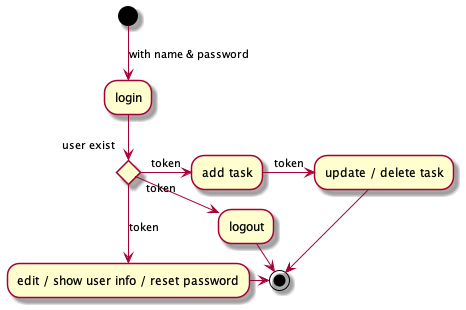 with name & password
login
user exist
token
add task
token
update / delete task
token
logout
token
edit / show user info / reset password